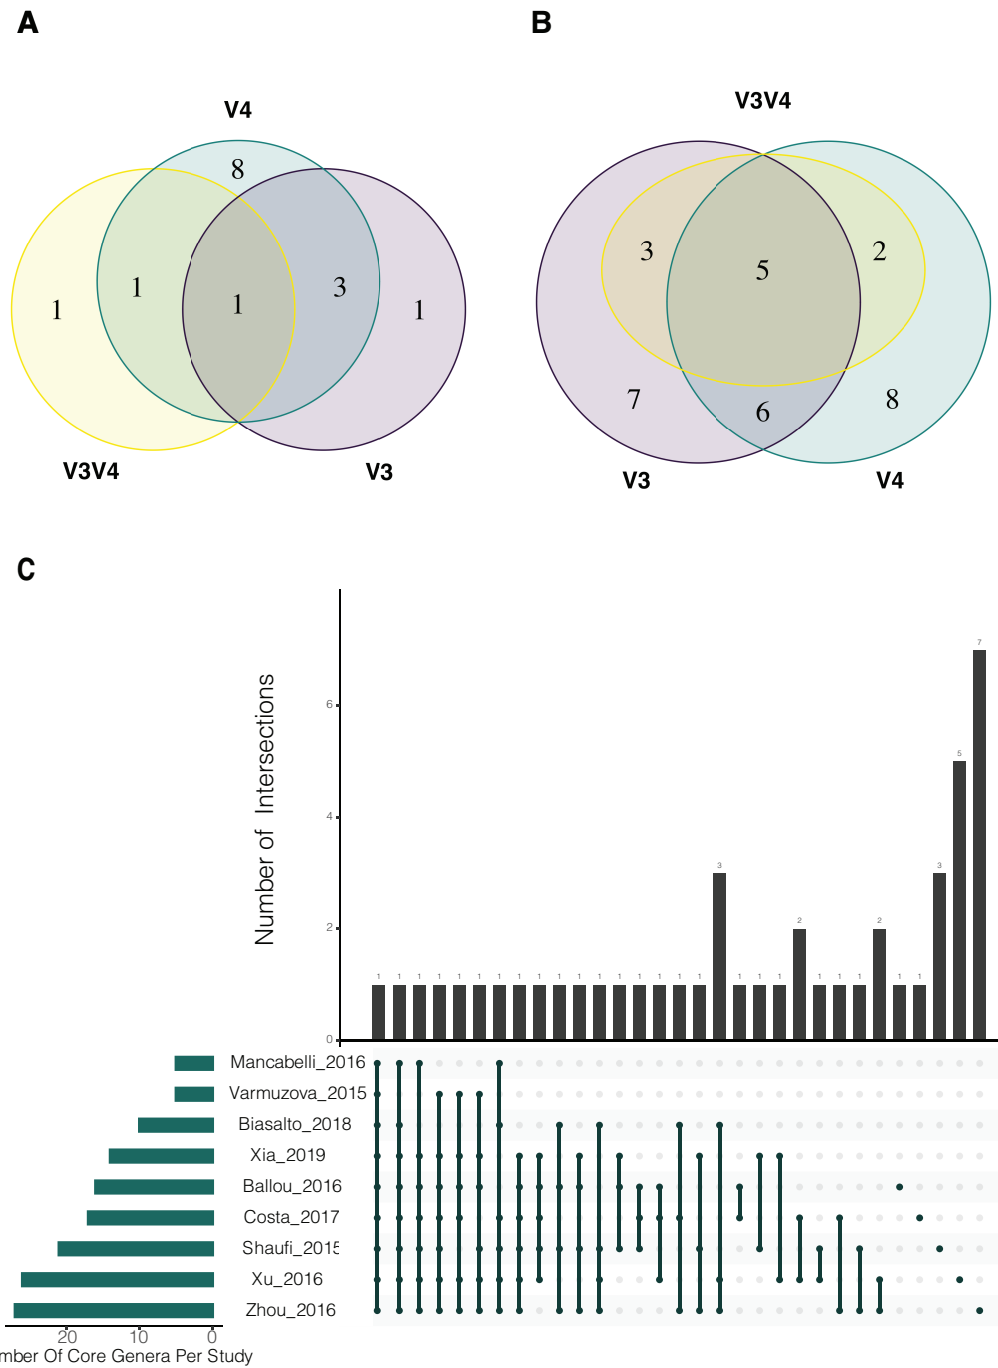 A
B
V4
V3V4
8
1
1
1
3
1
V3V4
V3
3
5
2
7
6
8
V3
V4
C
Number of Intersections
6
4
2
0
1 1 1 1 1 1 1 1 1 1 1 1 1 1 1 1 1 3 1 1 1 2 1 1 1 2 1 1 3 5 7
Mancabelli_2016
Varmuzova_2015
Biasalto_2018
Xia_2019
Ballou_2016
Costa_2017
Shaufi_2015
Xu_2016
Zhou_2016
20 10 0
mber Of Core Genera Per Study